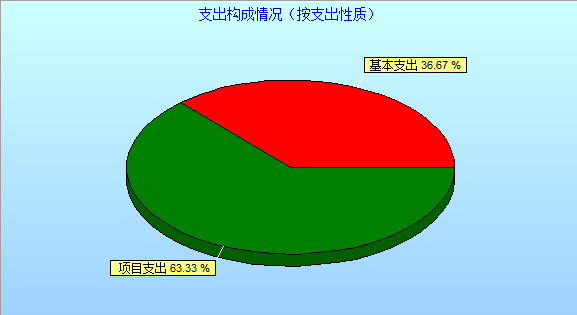 支出构成情况（按支出性质）
基本支出 36.67 %
项目支出 63.33 %